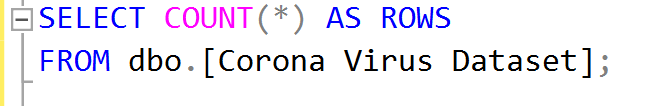 SELECT COUNT(*) AS ROWS
FROM dbo.[Corona Virus Dataset];